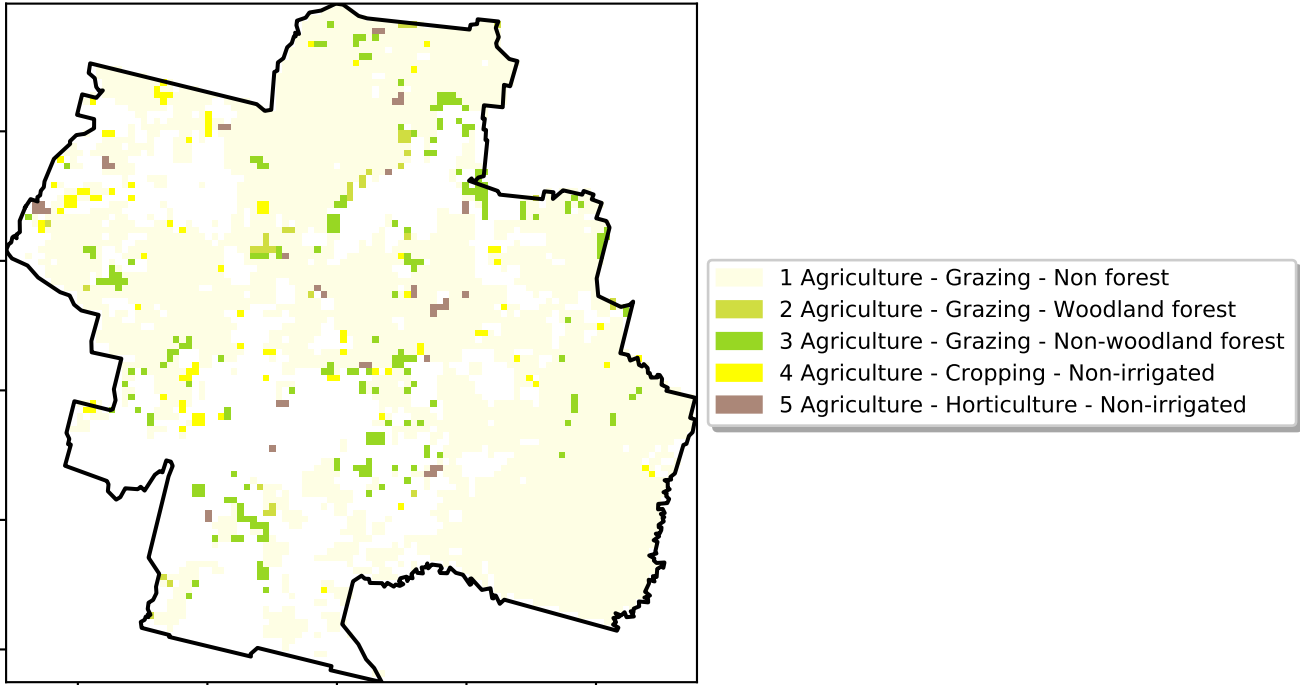 1 Agriculture - Grazing - Non forest
2 Agriculture - Grazing - Woodland forest
3 Agriculture - Grazing - Non-woodland forest
4 Agriculture - Cropping - Non-irrigated
5 Agriculture - Horticulture - Non-irrigated